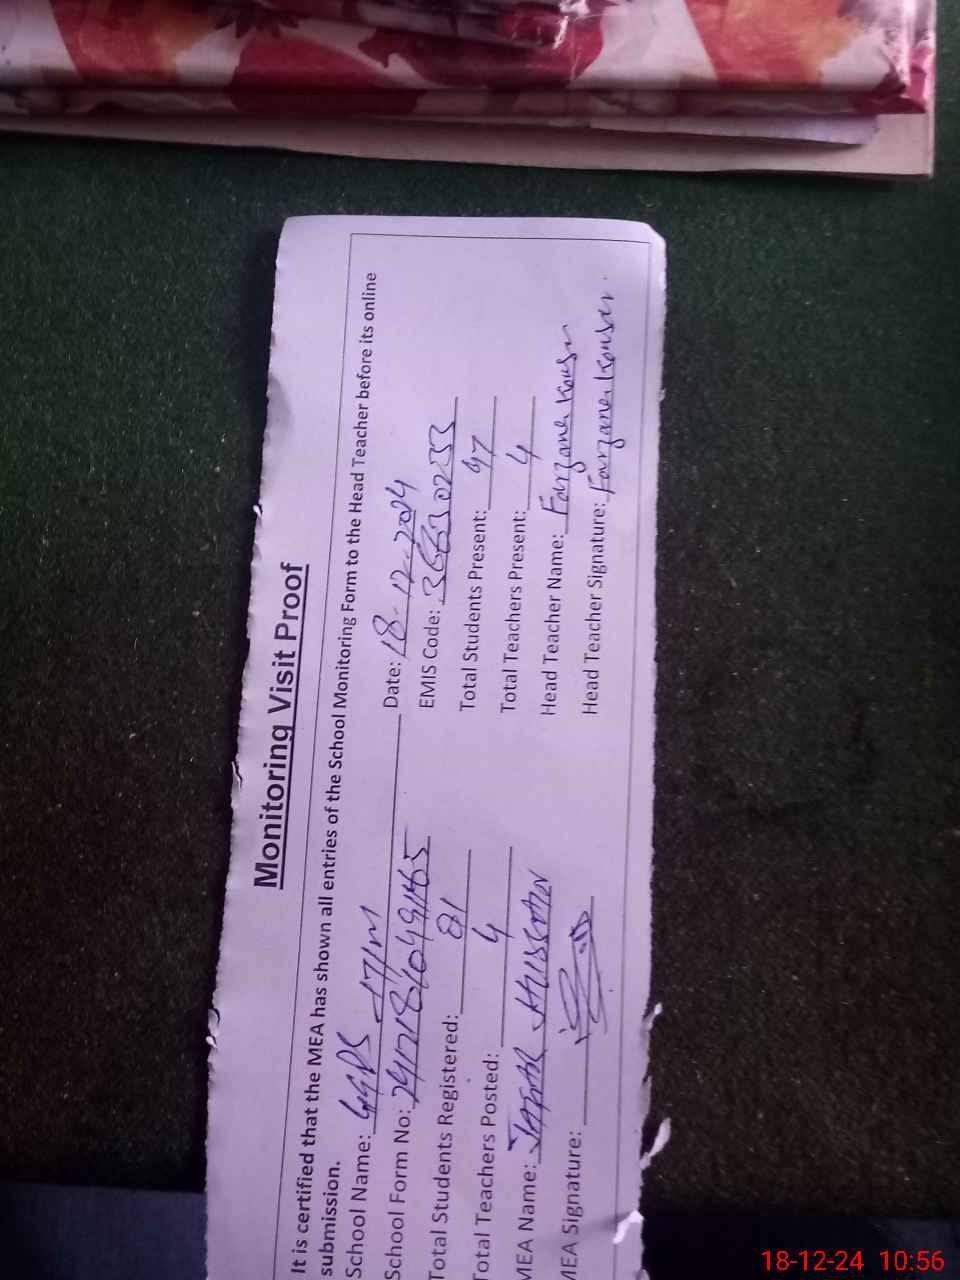 Monitoring Visit Proof
It is certified that the MEA has shown all entries of the School Monitoring Form to the Head Teacher before its online
submission.
School Name: GGPS 17/M Date: 18-12-2024
School Form No: EMIS Code: 36630253
Total Students Registered: 81 Total Students Present:
Total Teachers Posted: 4 Total Teachers Present: 4
MEA Name: Jafar Hussain Head Teacher Name: Farzana Kousar
MEA Signature: Head Teacher Signature: Farzana Kousar
18-12-24 10:56